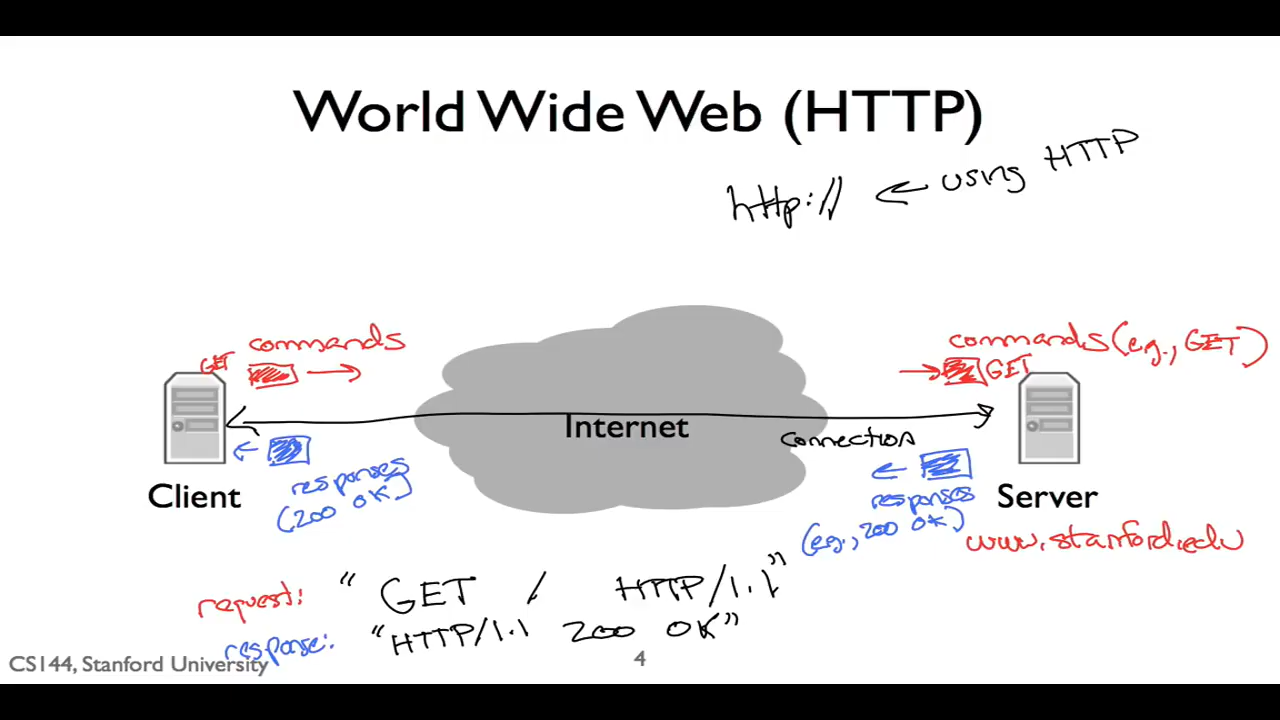 World Wide Web (HTTP)
http:// ← using HTTP
commands
GET
commands (e.g., GET)
GET
Internet
connection
responses
(200 OK)
responses
(e.g., 200 OK)
Client
Server
www.stanford.edu
request: "GET / HTTP/1.1"
response: "HTTP/1.1 200 OK"
CS144, Stanford University
4